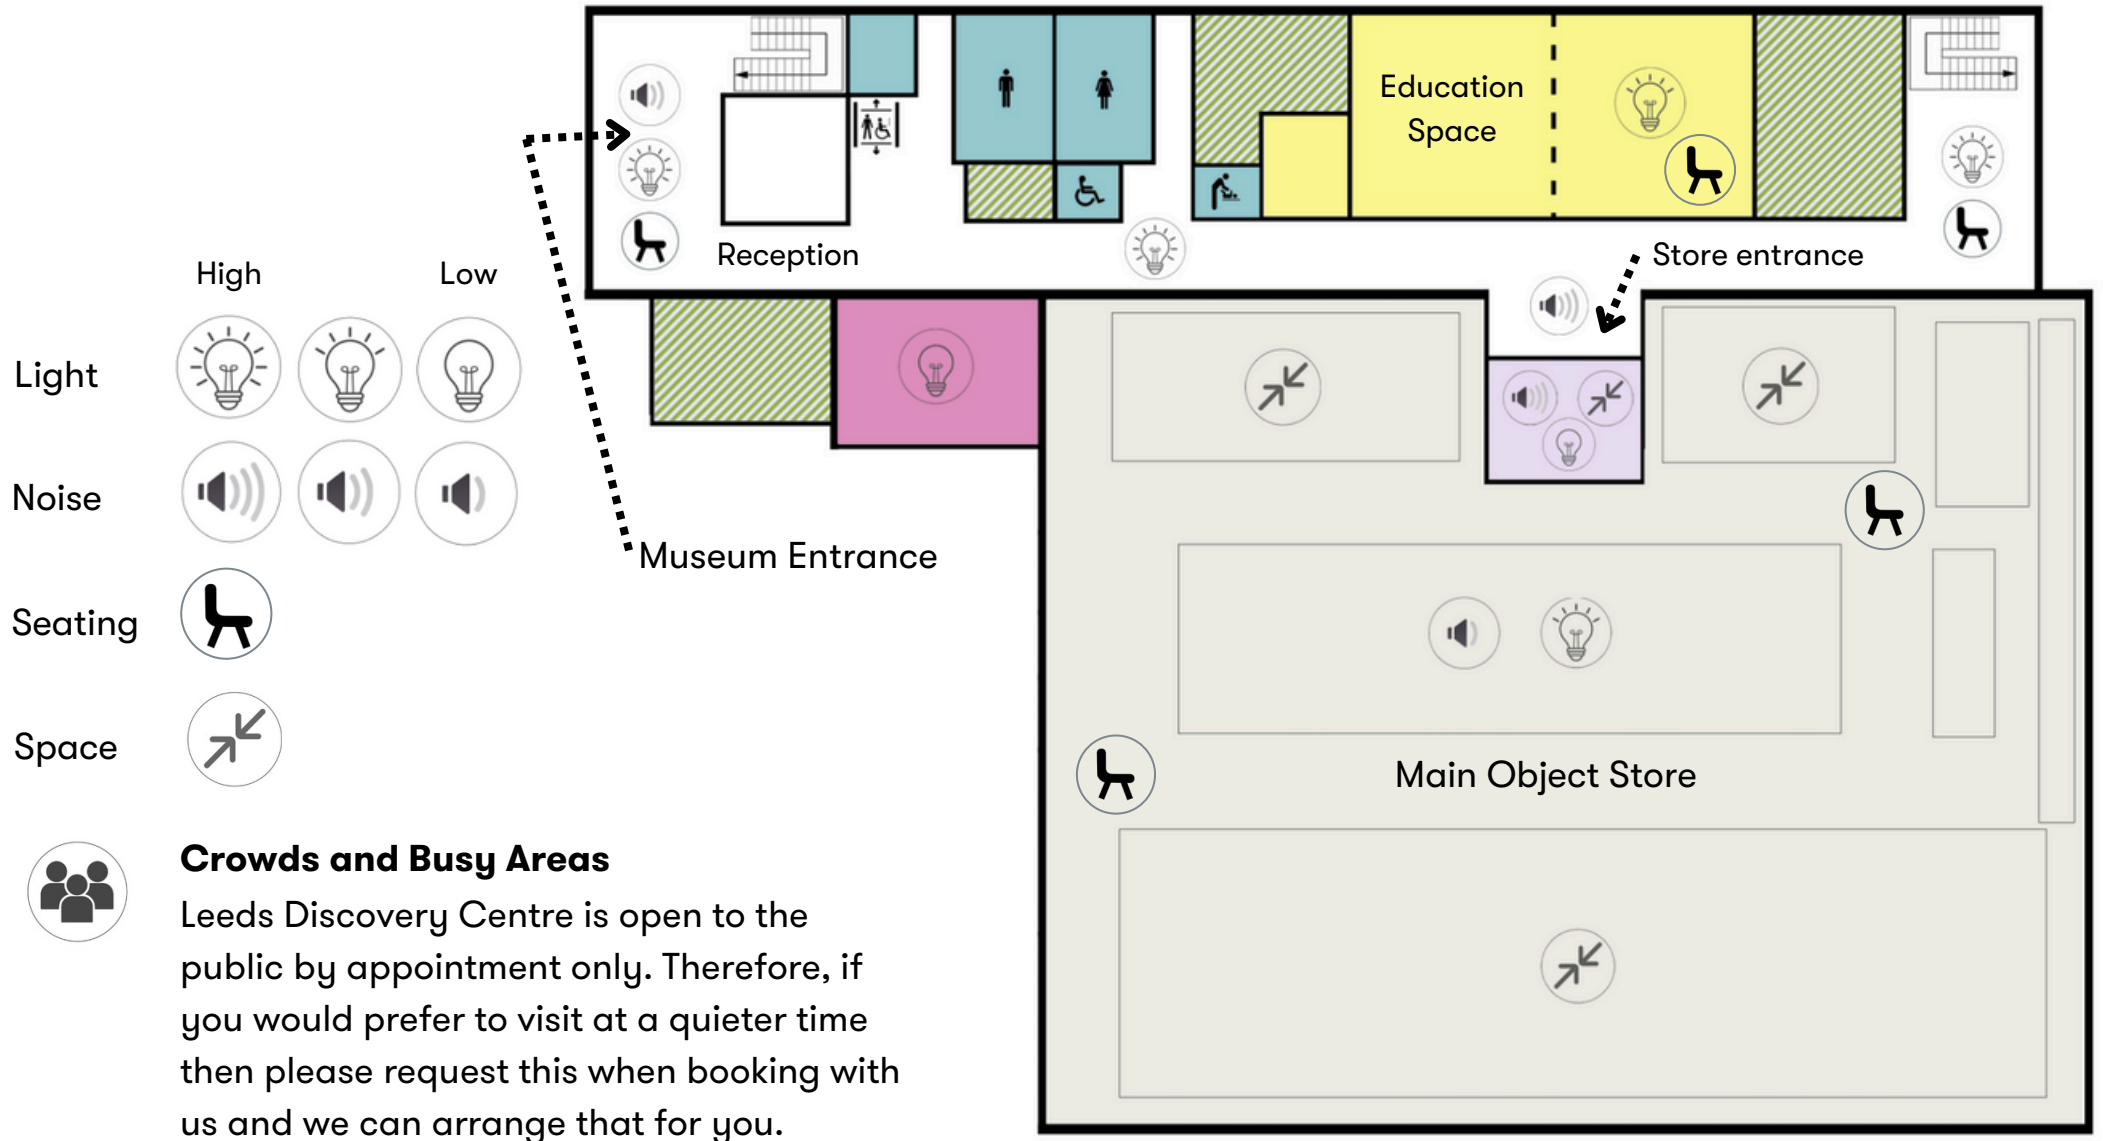 Education
Space
Reception
Store entrance
High
Low
Light
Noise
Museum Entrance
Seating
Space
Main Object Store
Crowds and Busy Areas
Leeds Discovery Centre is open to the
public by appointment only. Therefore, if
you would prefer to visit at a quieter time
then please request this when booking with
us and we can arrange that for you.